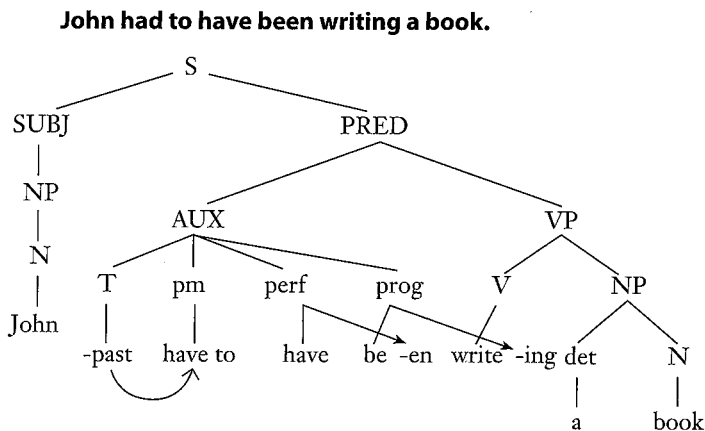 John had to have been writing a book.
S
SUBJ PRED
NP
AUX VP
N
T pm perf prog V NP
John
-past have to have be -en write -ing det N
a book